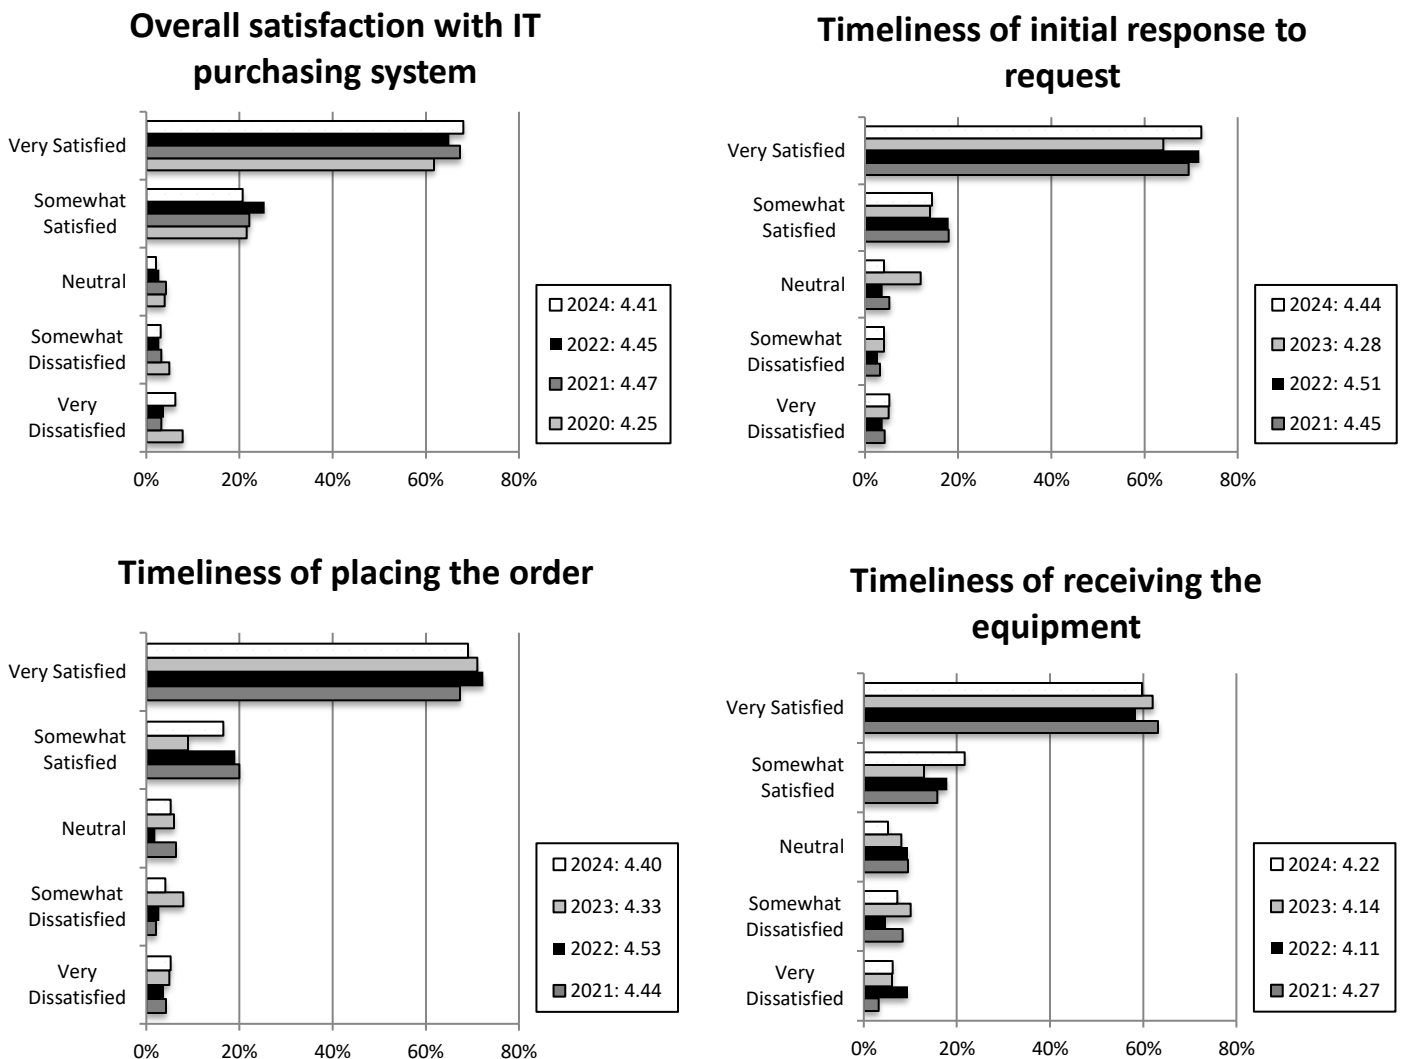 Overall satisfaction with IT
purchasing system
Very Satisfied
Somewhat
Satisfied
Neutral
Somewhat
Dissatisfied
Very
Dissatisfied
0% 20% 40% 60% 80%
2024: 4.41
2022: 4.45
2021: 4.47
2020: 4.25
Timeliness of initial response to
request
Very Satisfied
Somewhat
Satisfied
Neutral
Somewhat
Dissatisfied
Very
Dissatisfied
0% 20% 40% 60% 80%
2024: 4.44
2023: 4.28
2022: 4.51
2021: 4.45
Timeliness of placing the order
Very Satisfied
Somewhat
Satisfied
Neutral
Somewhat
Dissatisfied
Very
Dissatisfied
0% 20% 40% 60% 80%
2024: 4.40
2023: 4.33
2022: 4.53
2021: 4.44
Timeliness of receiving the
equipment
Very Satisfied
Somewhat
Satisfied
Neutral
Somewhat
Dissatisfied
Very
Dissatisfied
0% 20% 40% 60% 80%
2024: 4.22
2023: 4.14
2022: 4.11
2021: 4.27